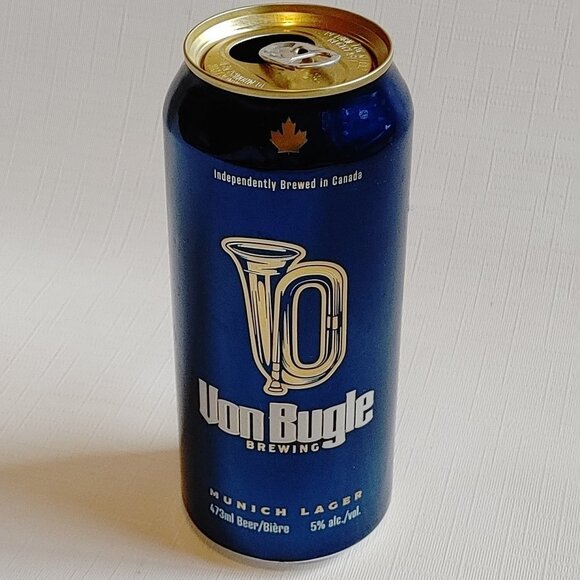 Independently Brewed in Canada
Von Bugle
BREWING
MUNICH LAGER
473ml Beer/Bière 5% alc./vol.